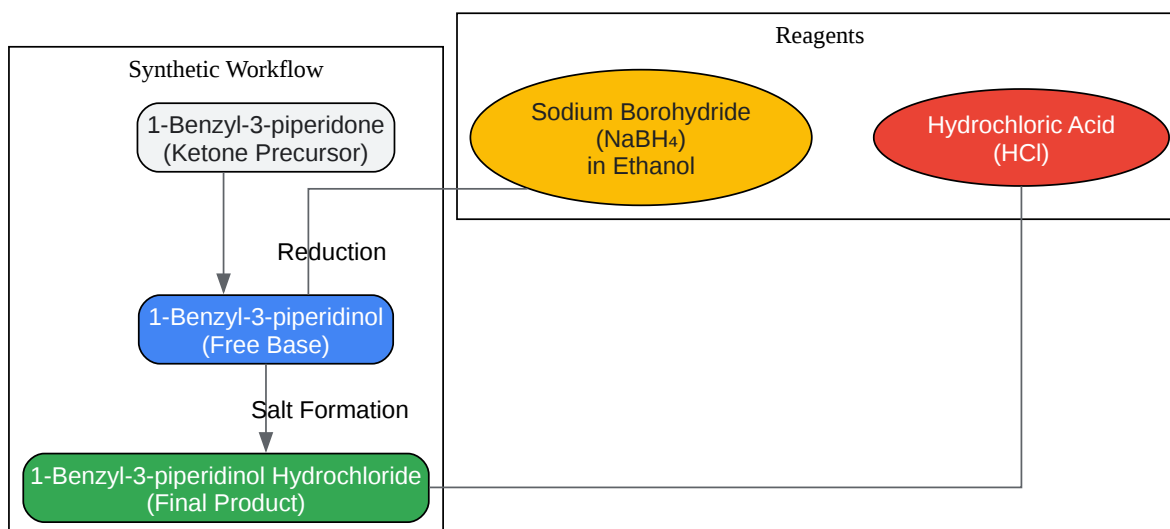 Reagents
Synthetic Workflow
Sodium Borohydride
(NaBH₄)
in Ethanol
Hydrochloric Acid
(HCl)
1-Benzyl-3-piperidone
(Ketone Precursor)
Reduction
1-Benzyl-3-piperidinol
(Free Base)
Salt Formation
1-Benzyl-3-piperidinol Hydrochloride
(Final Product)